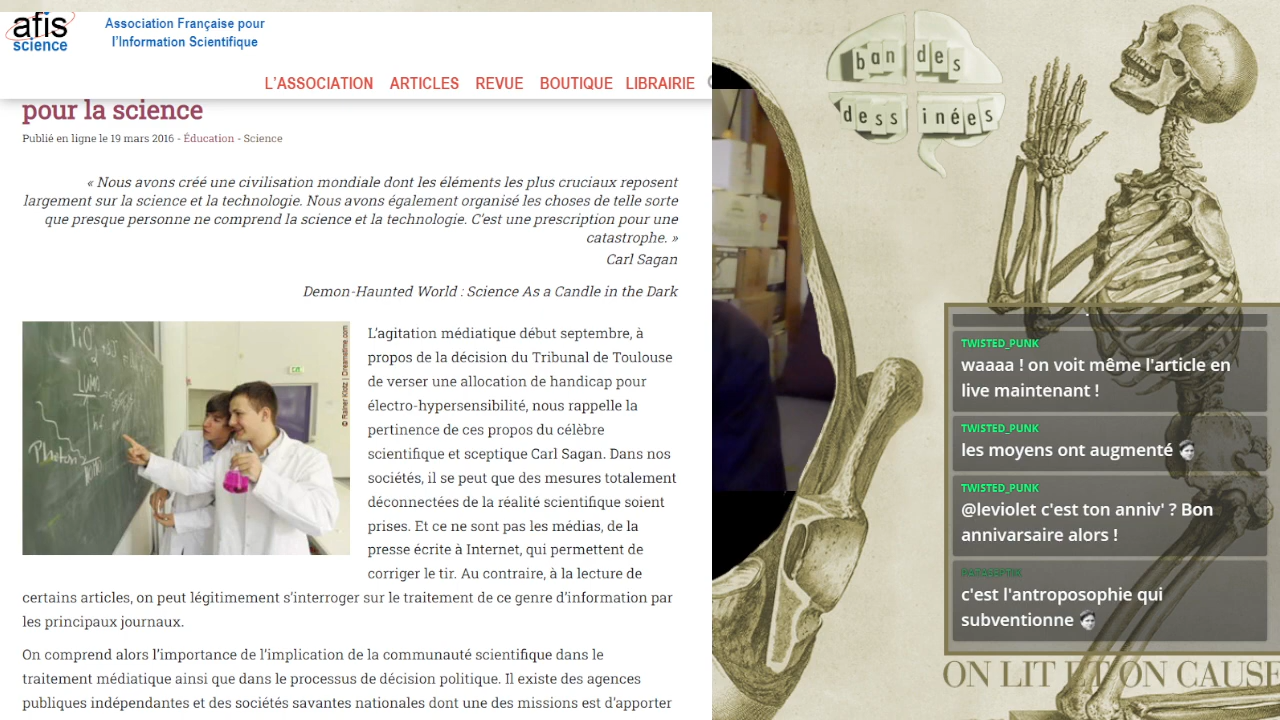 afis
science
Association Française pour
l’Information Scientifique
L’ASSOCIATION ARTICLES REVUE BOUTIQUE LIBRAIRIE
pour la science
Publié en ligne le 19 mars 2016 - Éducation - Science
« Nous avons créé une civilisation mondiale dont les éléments les plus cruciaux reposent
largement sur la science et la technologie. Nous avons également organisé les choses de telle sorte
que presque personne ne comprend la science et la technologie. C’est une prescription pour une
catastrophe. »
Carl Sagan
Demon-Haunted World : Science As a Candle in the Dark
© Rainer Klotz | Dreamstime.com
L’agitation médiatique début septembre, à
propos de la décision du Tribunal de Toulouse
de verser une allocation de handicap pour
électro-hypersensibilité, nous rappelle la
pertinence de ces propos du célèbre
scientifique et sceptique Carl Sagan. Dans nos
sociétés, il se peut que des mesures totalement
déconnectées de la réalité scientifique soient
prises. Et ce ne sont pas les médias, de la
presse écrite à Internet, qui permettent de
corriger le tir. Au contraire, à la lecture de
certains articles, on peut légitimement s’interroger sur le traitement de ce genre d’information par
les principaux journaux.
On comprend alors l’importance de l’implication de la communauté scientifique dans le
traitement médiatique ainsi que dans le processus de décision politique. Il existe des agences
publiques indépendantes et des sociétés savantes nationales dont une des missions est d’apporter
ban des
dess inées
TWISTED_PUNK
waaaa ! on voit même l'article en
live maintenant !
TWISTED_PUNK
les moyens ont augmenté
TWISTED_PUNK
@leviolet c'est ton anniv' ? Bon
annivarsaire alors !
c'est l'antroposophie qui
subventionne
ON LIT ET ON CAUSE